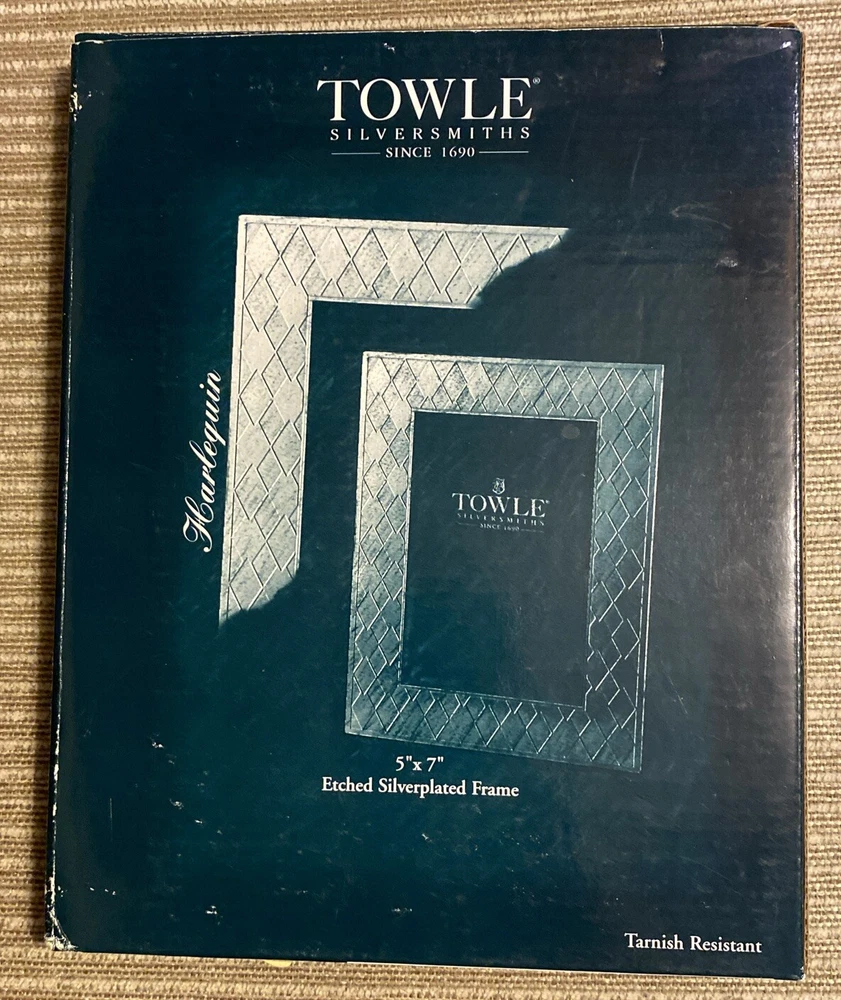 TOWLE®
SILVERSMITHS
SINCE 1690
Harlequin
TOWLE®
SILVERSMITHS
SINCE 1690
5"x 7"
Etched Silverplated Frame
Tarnish Resistant